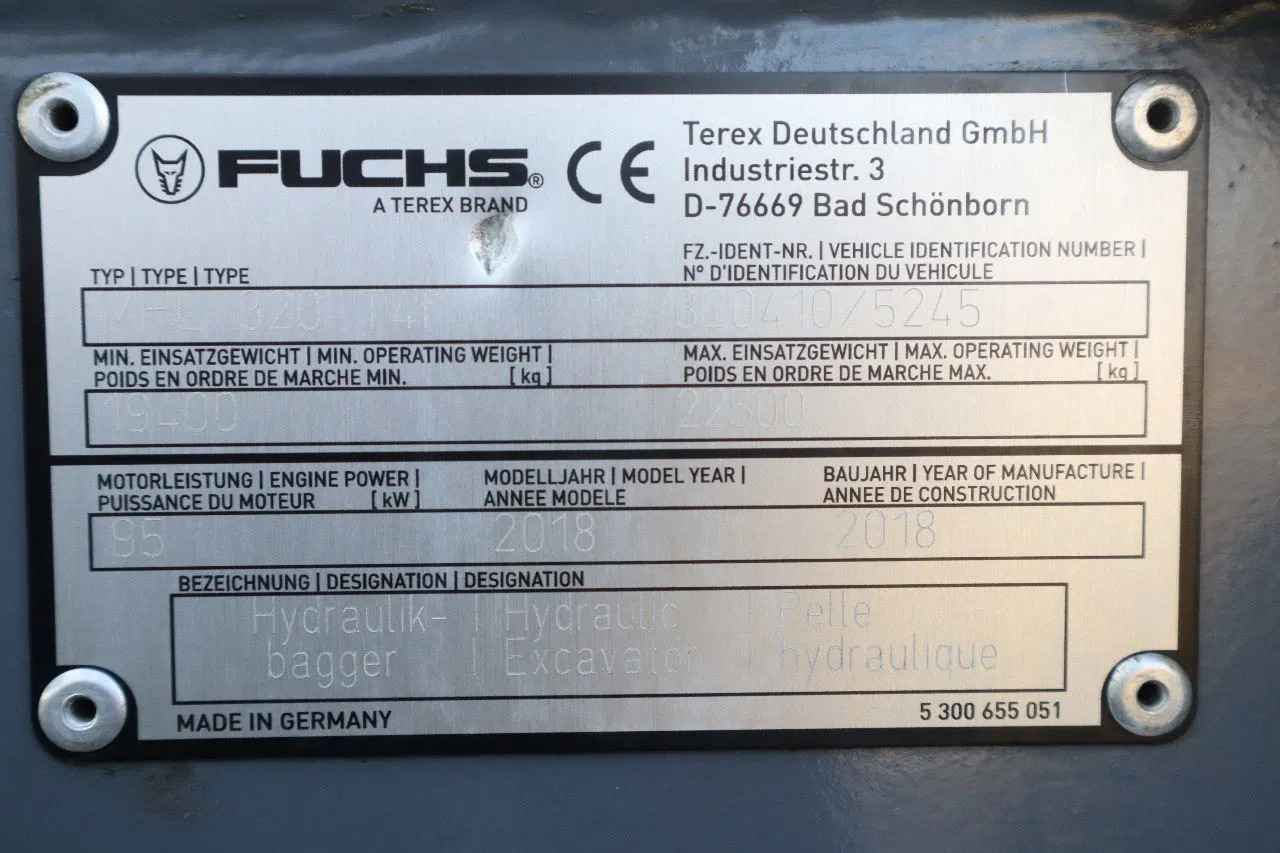 FUCHS®
A TEREX BRAND
CE
Terex Deutschland GmbH
Industriestr. 3
D-76669 Bad Schönborn
TYP | TYPE | TYPE
FZ.-IDENT-NR. | VEHICLE IDENTIFICATION NUMBER |
N° D'IDENTIFICATION DU VEHICULE
MIN. EINSATZGEWICHT | MIN. OPERATING WEIGHT |
POIDS EN ORDRE DE MARCHE MIN. [kg]
MAX. EINSATZGEWICHT | MAX. OPERATING WEIGHT |
POIDS EN ORDRE DE MARCHE MAX. [kg]
19400
22500
MOTORLEISTUNG | ENGINE POWER |
PUISSANCE DU MOTEUR [kW]
MODELLJAHR | MODEL YEAR |
ANNEE MODELE
BAUJAHR | YEAR OF MANUFACTURE |
ANNEE DE CONSTRUCTION
95
2018
2018
BEZEICHNUNG | DESIGNATION | DESIGNATION
Hydraulik- | Hydraulic | Pelle
bagger | Excavator | hydraulique
MADE IN GERMANY
5 300 655 051